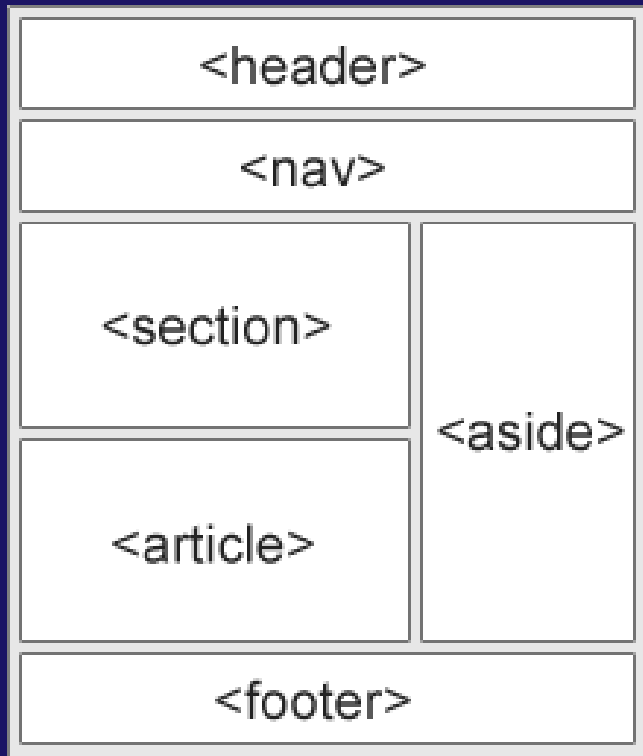 <header>
<nav>
<section>
<aside>
<article>
<footer>